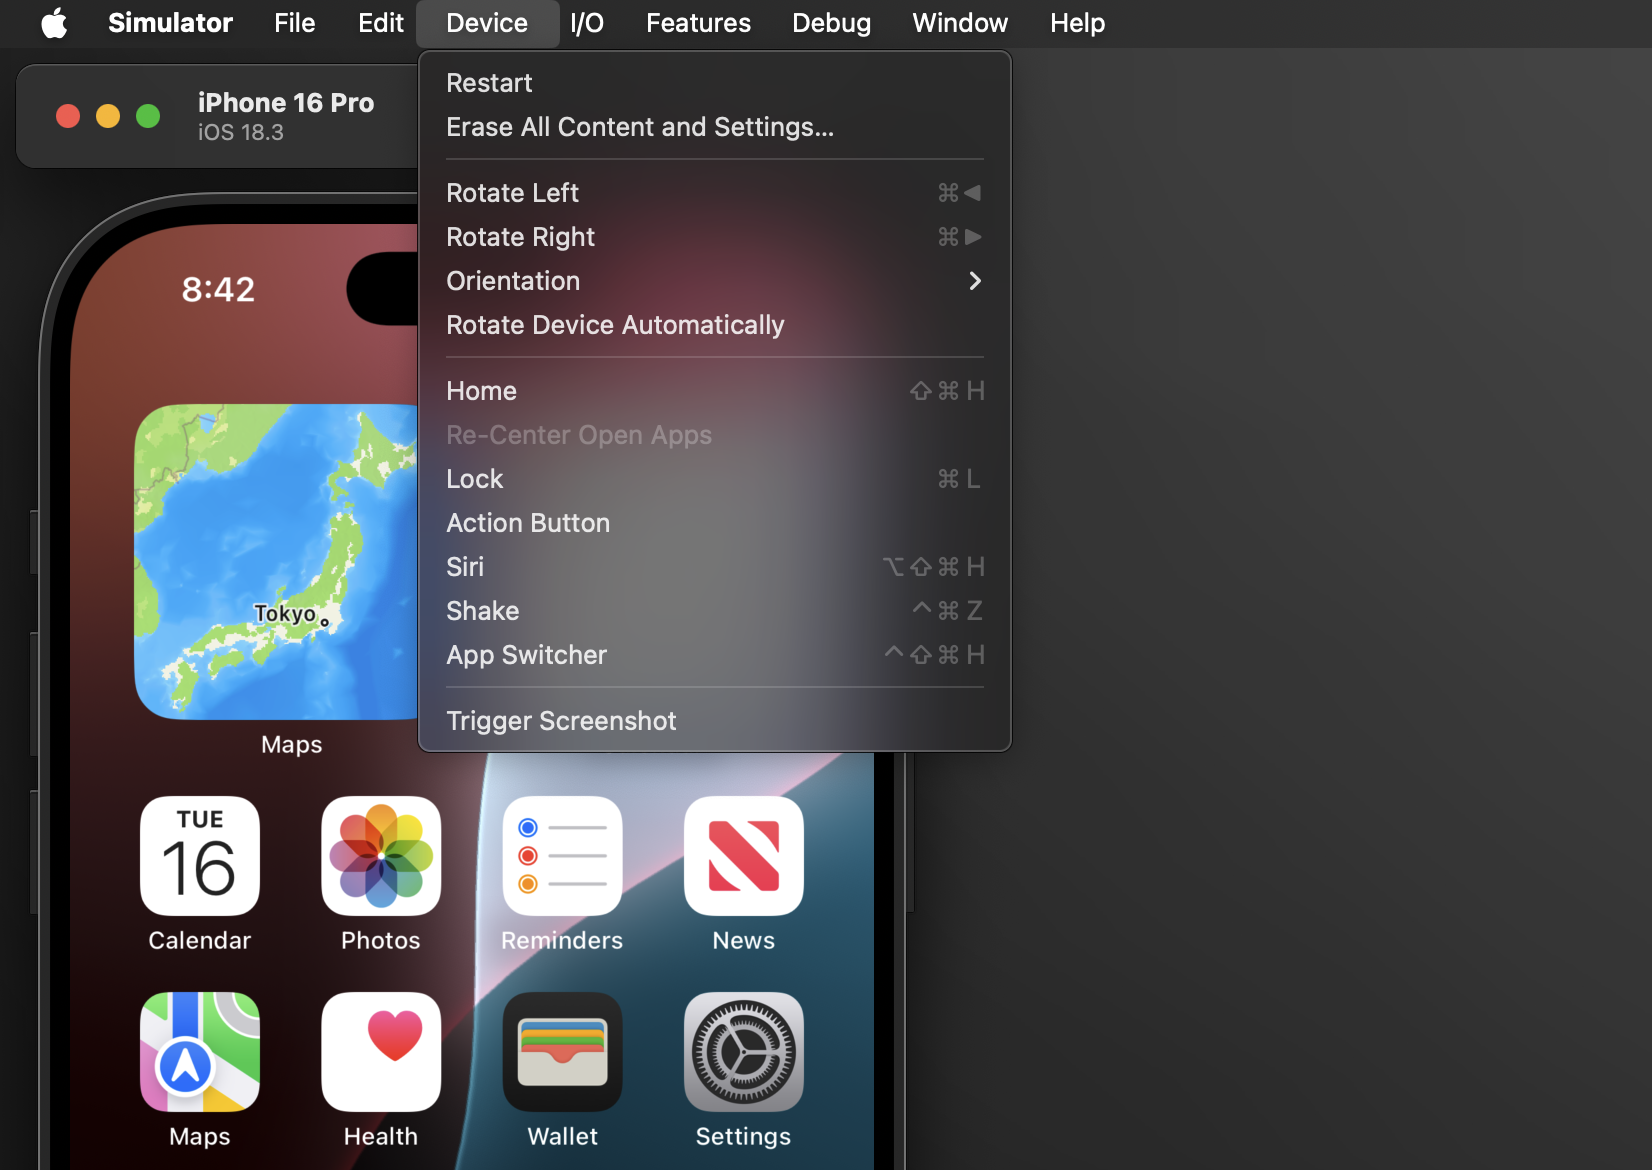 Simulator File Edit Device I/O Features Debug Window Help
iPhone 16 Pro
iOS 18.3
Restart
Erase All Content and Settings...
Rotate Left ⌘◀
Rotate Right ⌘▶
Orientation >
Rotate Device Automatically
Home ⇧⌘H
Re-Center Open Apps
Lock ⌘L
Action Button
Siri ⌥⇧⌘H
Shake ^⌘Z
App Switcher ^⇧⌘H
Trigger Screenshot
8:42
Tokyo
Maps
TUE
16
Calendar Photos Reminders News
Maps Health Wallet Settings